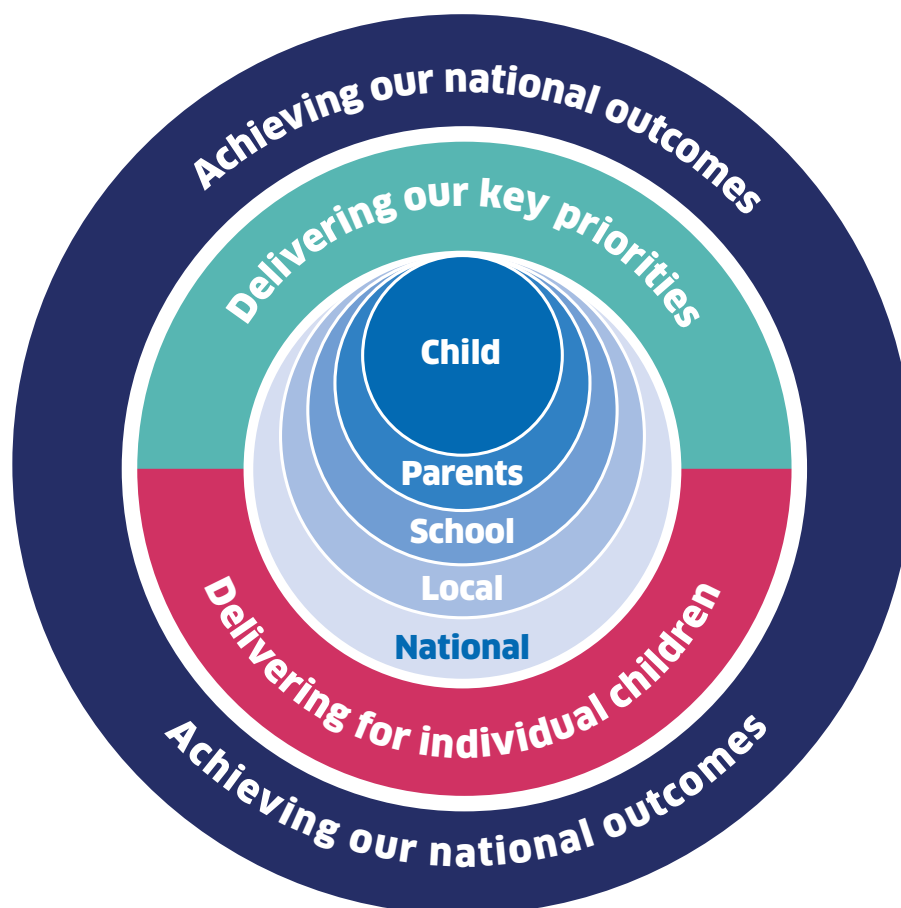 Achieving our national outcomes
Delivering our key priorities
Child
Parents
School
Local
National
Delivering for individual children
Achieving our national outcomes